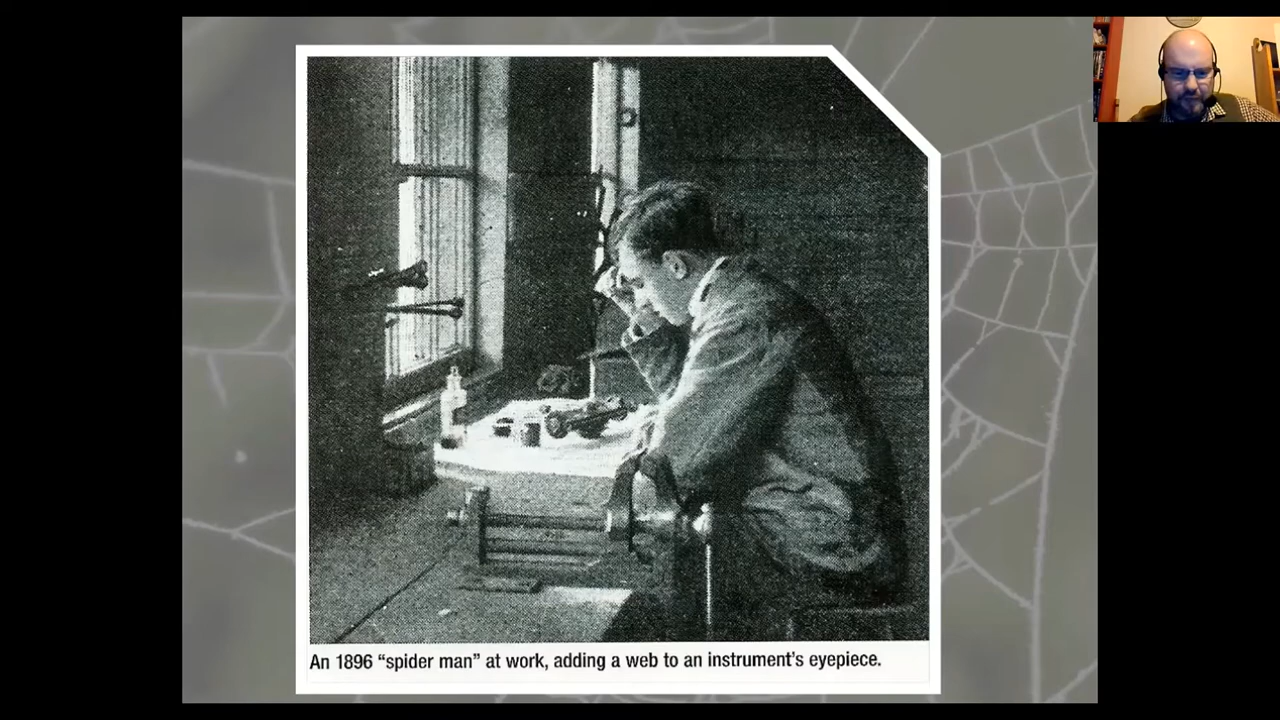 An 1896 “spider man” at work, adding a web to an instrument’s eyepiece.